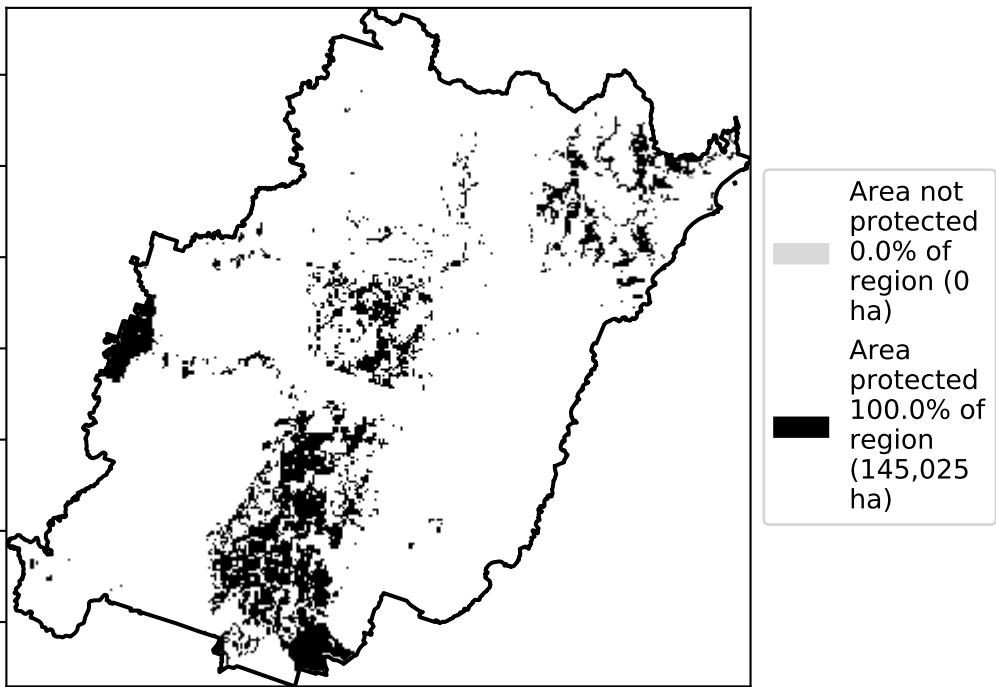 Area not
protected
0.0% of
region (0
ha)
Area
protected
100.0% of
region
(145,025
ha)